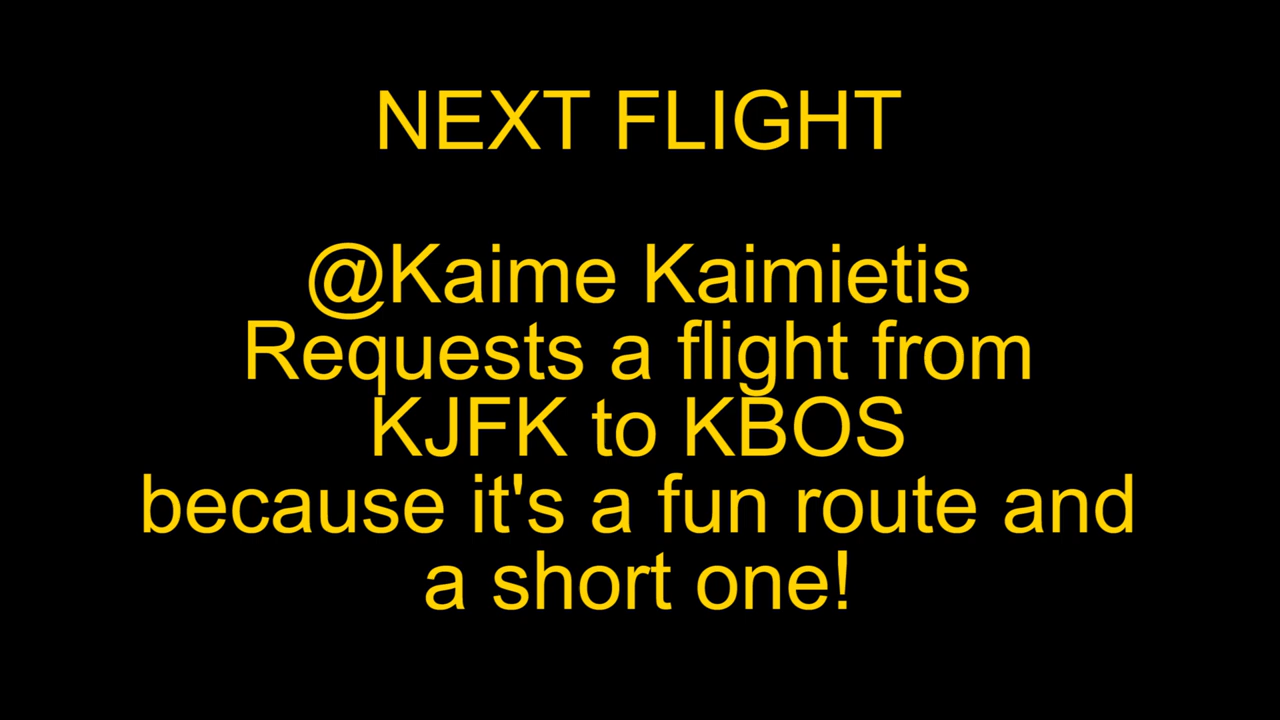 NEXT FLIGHT
@Kaime Kaimietis
Requests a flight from
KJFK to KBOS
because it's a fun route and
a short one!